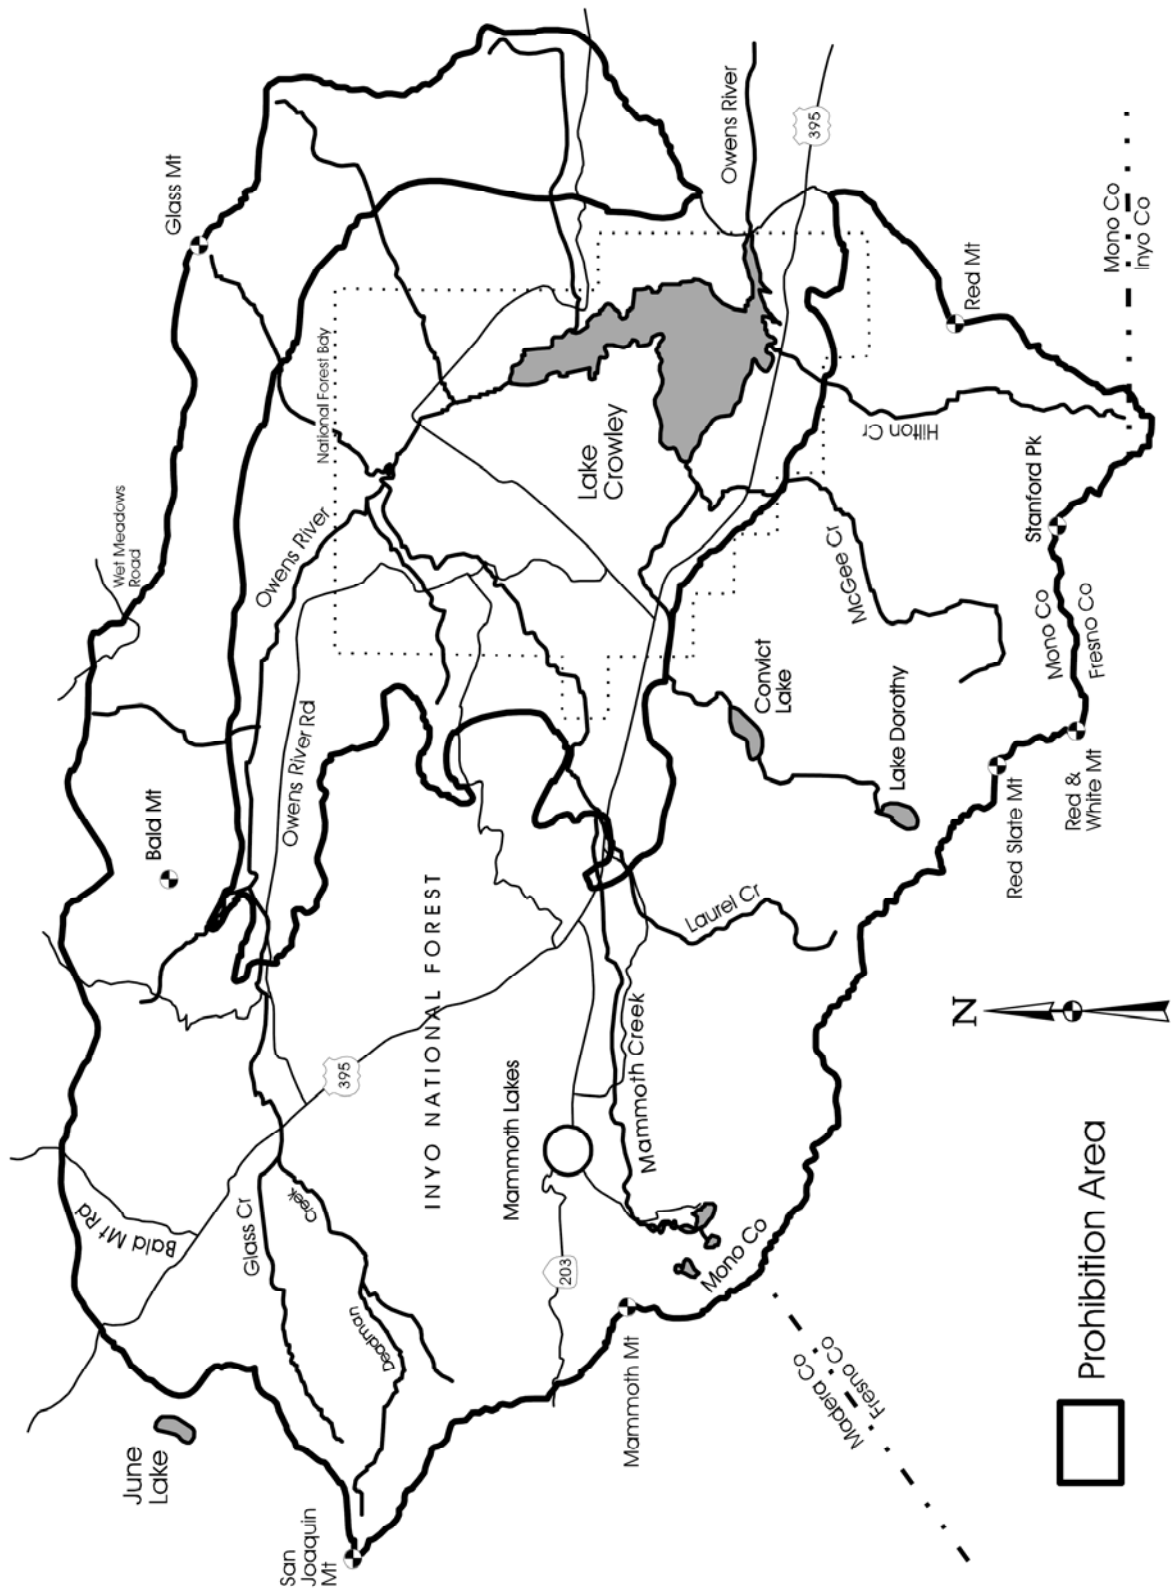 Glass Mt
Owens River
395
Wet Meadows
Road
National Forest Bdy
Mono Co
Inyo Co
Red Mt
Bald Mt
Owens River
Lake
Crowley
Hilton Cr
Owens River Rd
Stanford Pk
McGee Cr
Convict
Lake
Mono Co
Fresno Co
Lake Dorothy
Red &
White Mt
Red Slate Mt
INYO NATIONAL FOREST
Laurel Cr
395
Mammoth Lakes
Mammoth Creek
N
Bald Mt Rd
Glass Cr
Creek
Deadman
203
Mono Co
June
Lake
Mammoth Mt
Madera Co
Fresno Co
San
Joaquin
Mt
Prohibition Area